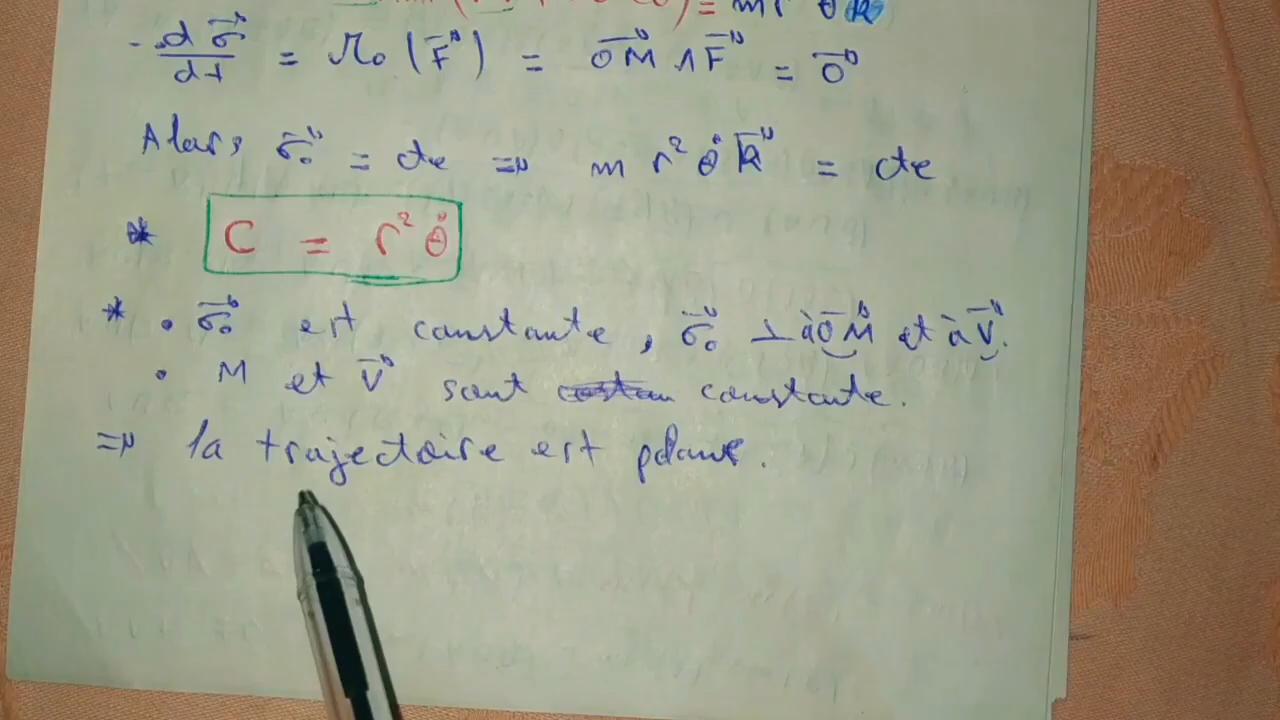 = m r² θ̇ k⃗
- dσ⃗/dt = ℳ₀ (F⃗) = OM⃗ ∧ F⃗ = 0⃗
Alors σ⃗₀ = cte ⇒ m r² θ̇ k⃗ = cte
* C = r² θ̇
* • σ⃗₀ est constante, σ⃗₀ ⊥ à OM⃗ et à V⃗.
• M et V⃗ sont constante.
⇒ la trajectoire est plane.